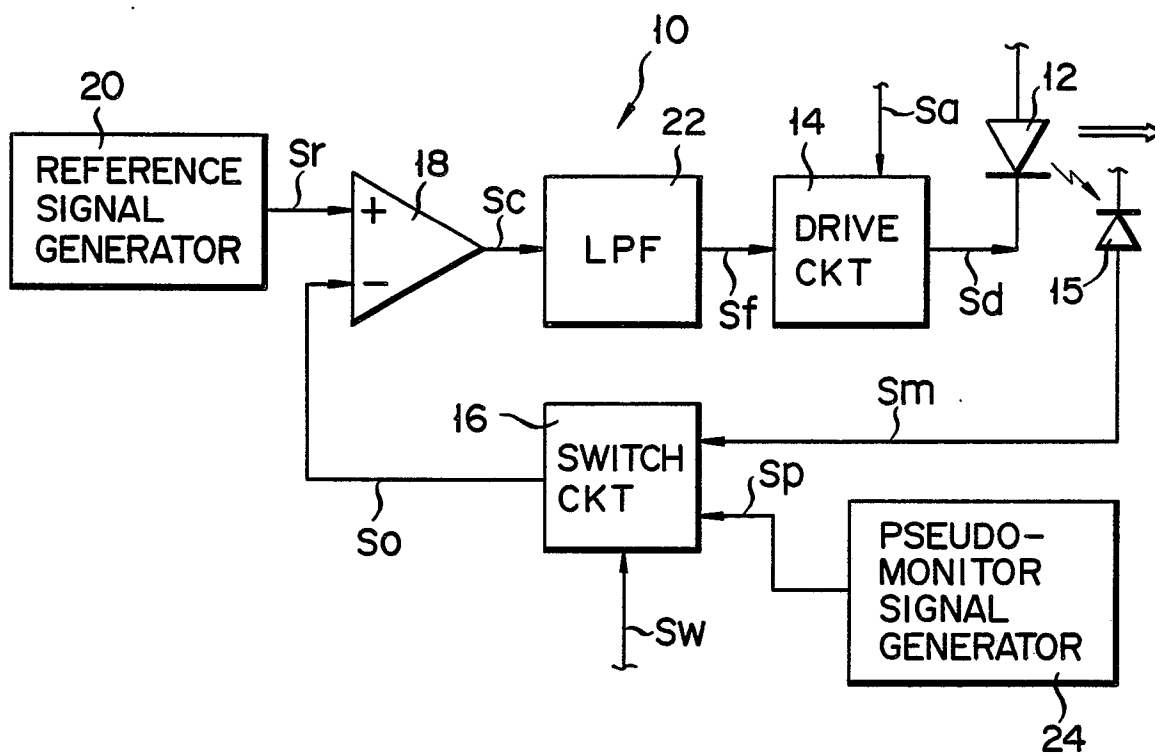 10
20
REFERENCE
SIGNAL
GENERATOR
Sr
18
+
−
Sc
22
LPF
Sf
14
DRIVE
CKT
Sa
Sd
12
15
Sm
16
SWITCH
CKT
So
Sp
Sw
PSEUDO-
MONITOR
SIGNAL
GENERATOR
24